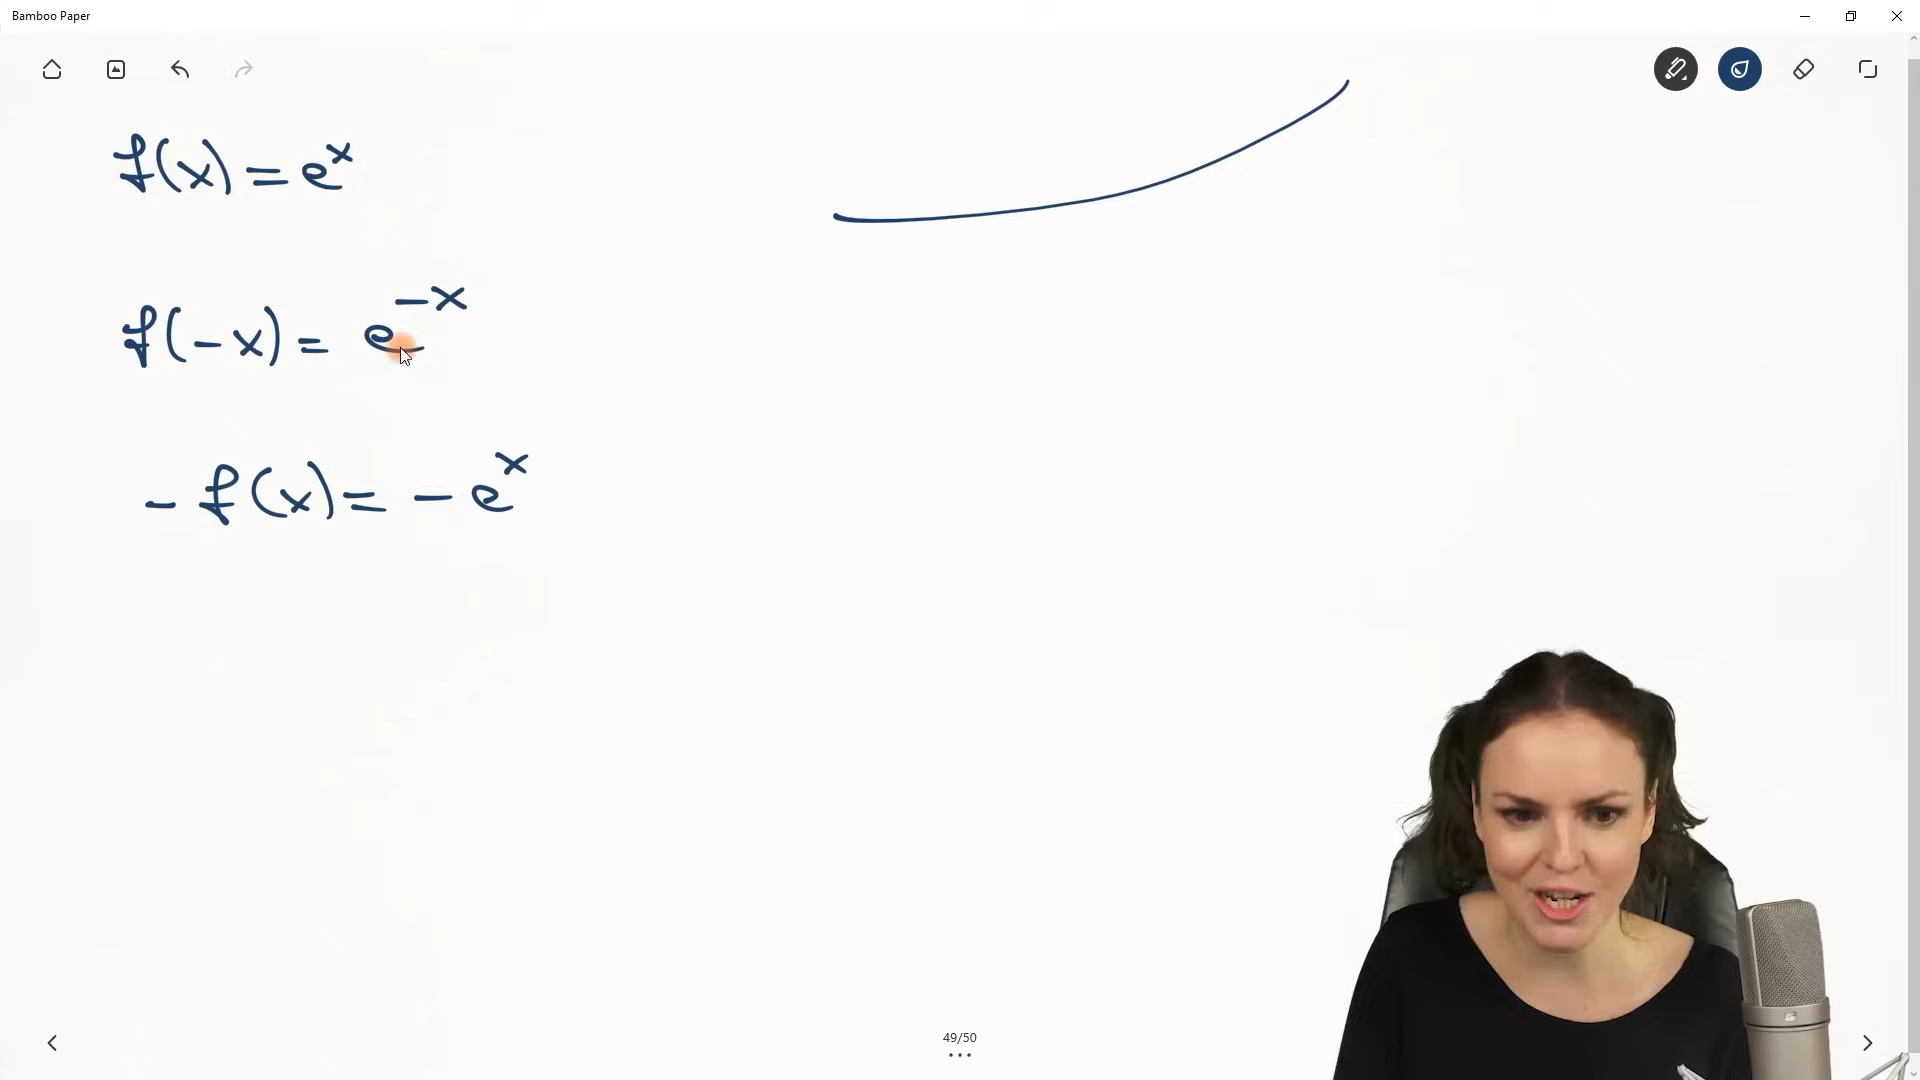 Bamboo Paper
f(x) = e^x
f(-x) = e^-x
- f(x) = - e^x
49/50